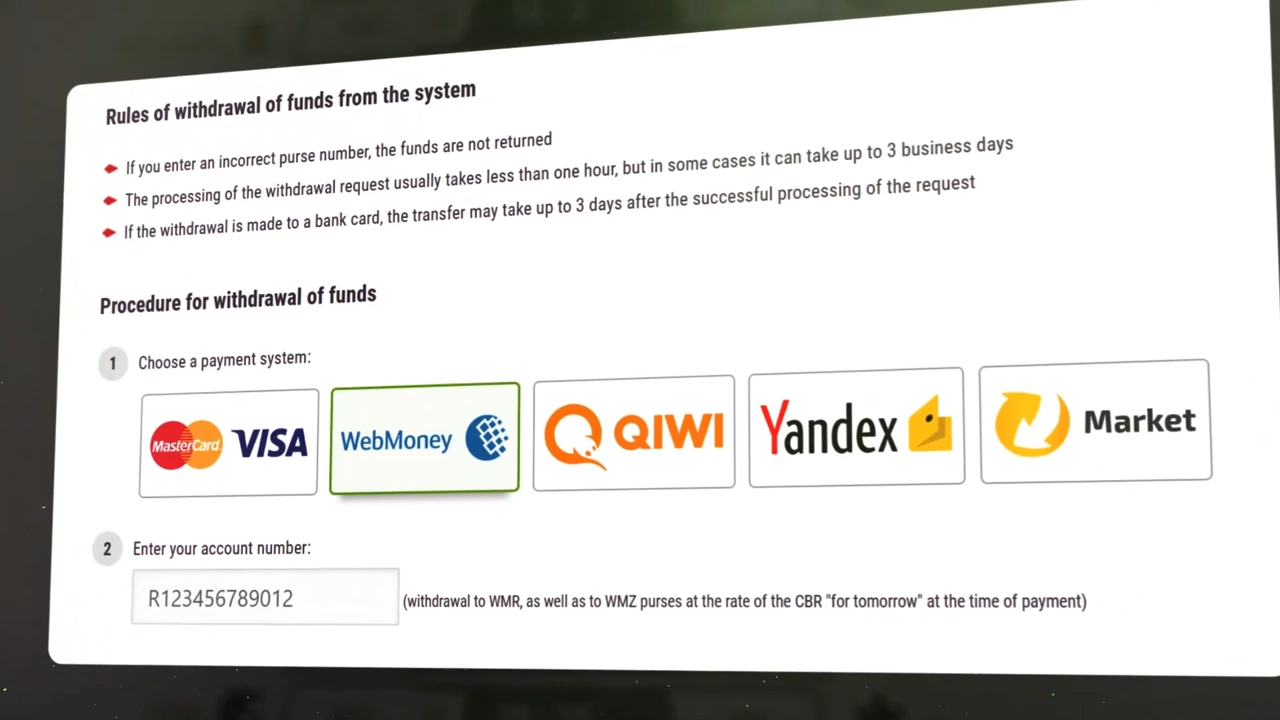 Rules of withdrawal of funds from the system
If you enter an incorrect purse number, the funds are not returned
The processing of the withdrawal request usually takes less than one hour, but in some cases it can take up to 3 business days
If the withdrawal is made to a bank card, the transfer may take up to 3 days after the successful processing of the request
Procedure for withdrawal of funds
1 Choose a payment system:
MasterCard VISA WebMoney QIWI Yandex Market
2 Enter your account number:
R123456789012 (withdrawal to WMR, as well as to WMZ purses at the rate of the CBR "for tomorrow" at the time of payment)